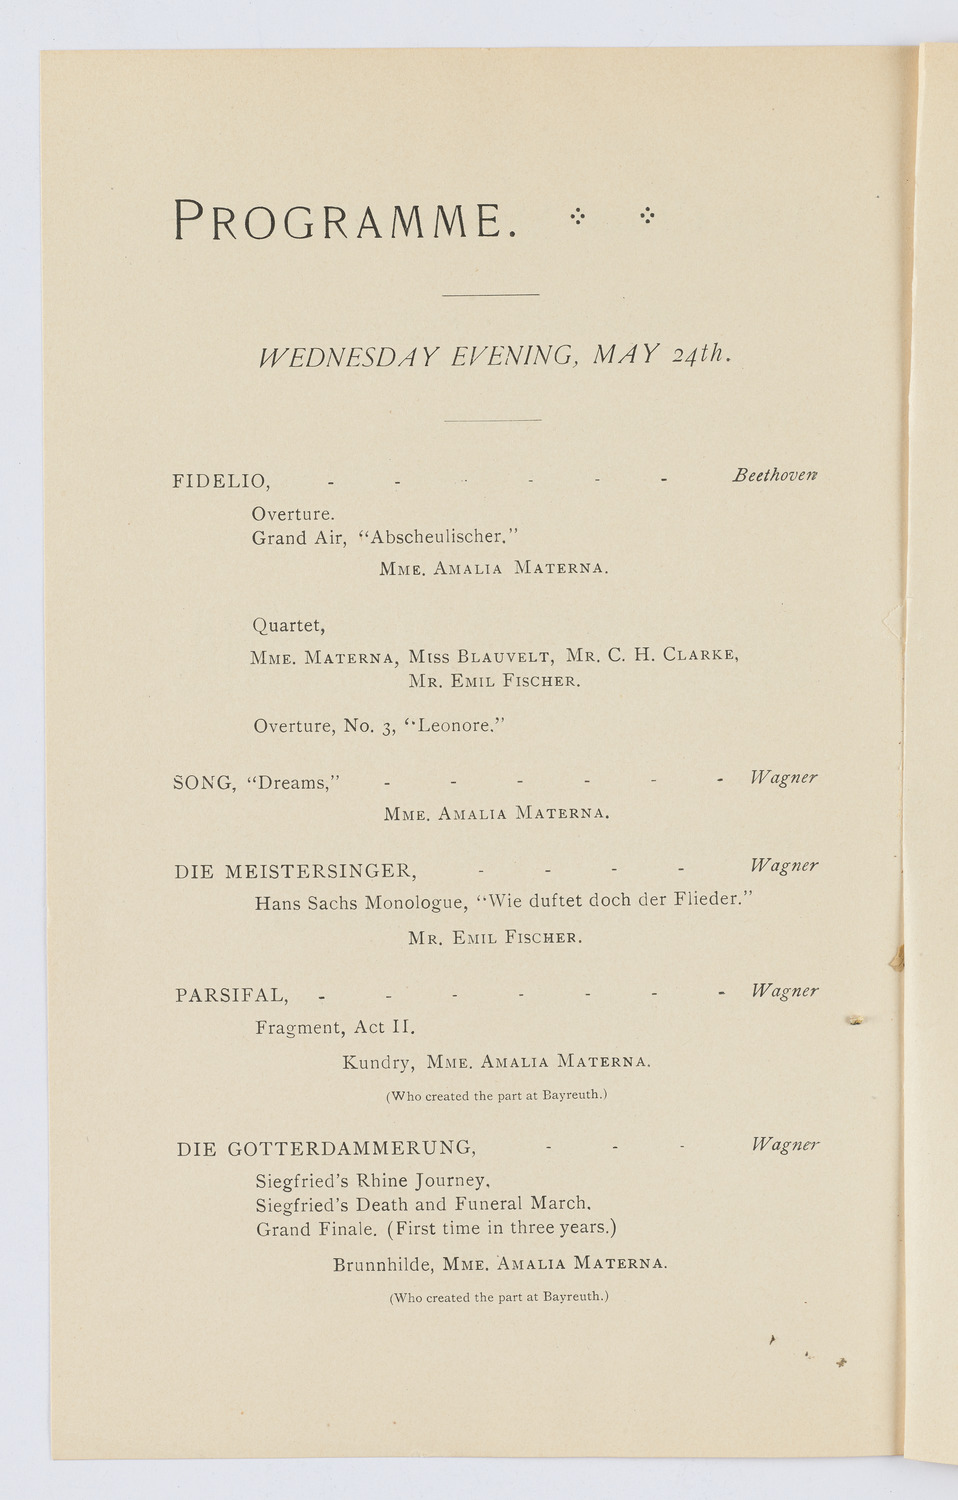 PROGRAMME.
WEDNESDAY EVENING, MAY 24th.
FIDELIO, - - - - - - Beethoven
Overture.
Grand Air, "Abscheulischer."
MME. AMALIA MATERNA.
Quartet,
MME. MATERNA, MISS BLAUVELT, MR. C. H. CLARKE,
MR. EMIL FISCHER.
Overture, No. 3, "Leonore."
SONG, "Dreams," - - - - - - Wagner
MME. AMALIA MATERNA.
DIE MEISTERSINGER, - - - - Wagner
Hans Sachs Monologue, "Wie duftet doch der Flieder."
MR. EMIL FISCHER.
PARSIFAL, - - - - - - - Wagner
Fragment, Act II.
Kundry, MME. AMALIA MATERNA.
(Who created the part at Bayreuth.)
DIE GOTTERDAMMERUNG, - - - Wagner
Siegfried's Rhine Journey.
Siegfried's Death and Funeral March.
Grand Finale. (First time in three years.)
Brunnhilde, MME. AMALIA MATERNA.
(Who created the part at Bayreuth.)